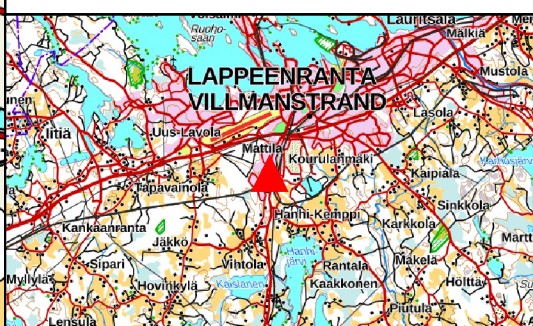 Lauritsala
Ruoho-
saari
Mälkiä
LAPPEENRANTA
VILLMANSTRAND
Mustola
Iitiä
Uus-Lavola
Lasola
Mattila
Kourulanmäki
Kaipiala
Tapavainola
Sinkkola
Hanhi-Kemppi
Kärkkola
Kankaanranta
Jäkkö
Hanhi-
järvi
Sipari
Vihtola
Rantala
Mäkelä
Myllylä
Hovinkylä
Kaislanen
Kaakkonen
Hölttä
Piutula
Lensula